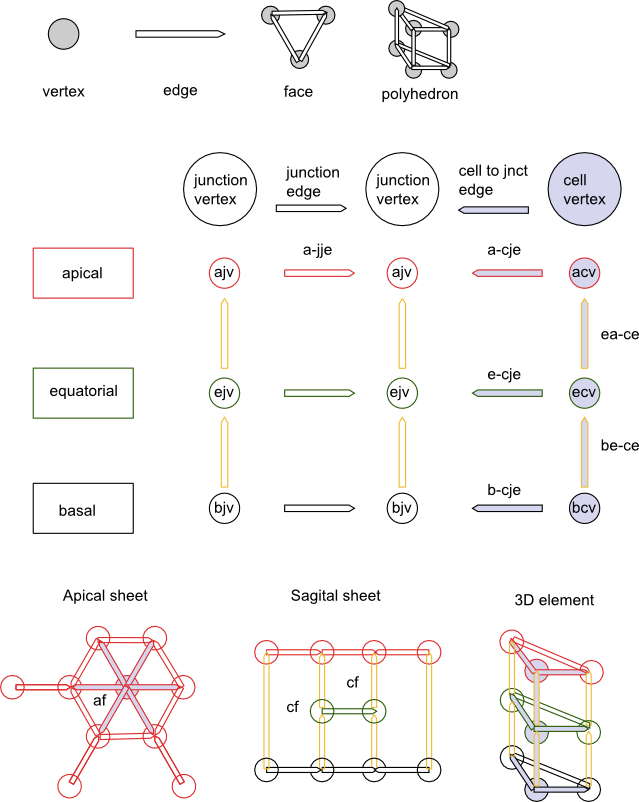 vertex
edge
face
polyhedron
junction
vertex
junction
edge
junction
vertex
cell to jnct
edge
cell
vertex
apical
ajv
a-jje
ajv
a-cje
acv
ea-ce
equatorial
ejv
ejv
e-cje
ecv
be-ce
basal
bjv
bjv
b-cje
bcv
Apical sheet
Sagital sheet
3D element
af
cf
cf